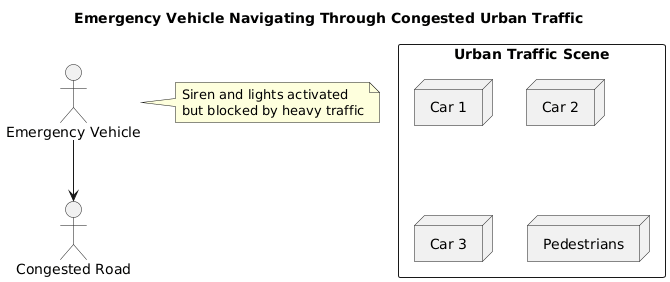 Emergency Vehicle Navigating Through Congested Urban Traffic
Urban Traffic Scene
Siren and lights activated
but blocked by heavy traffic
Car 1
Car 2
Emergency Vehicle
Car 3
Pedestrians
Congested Road